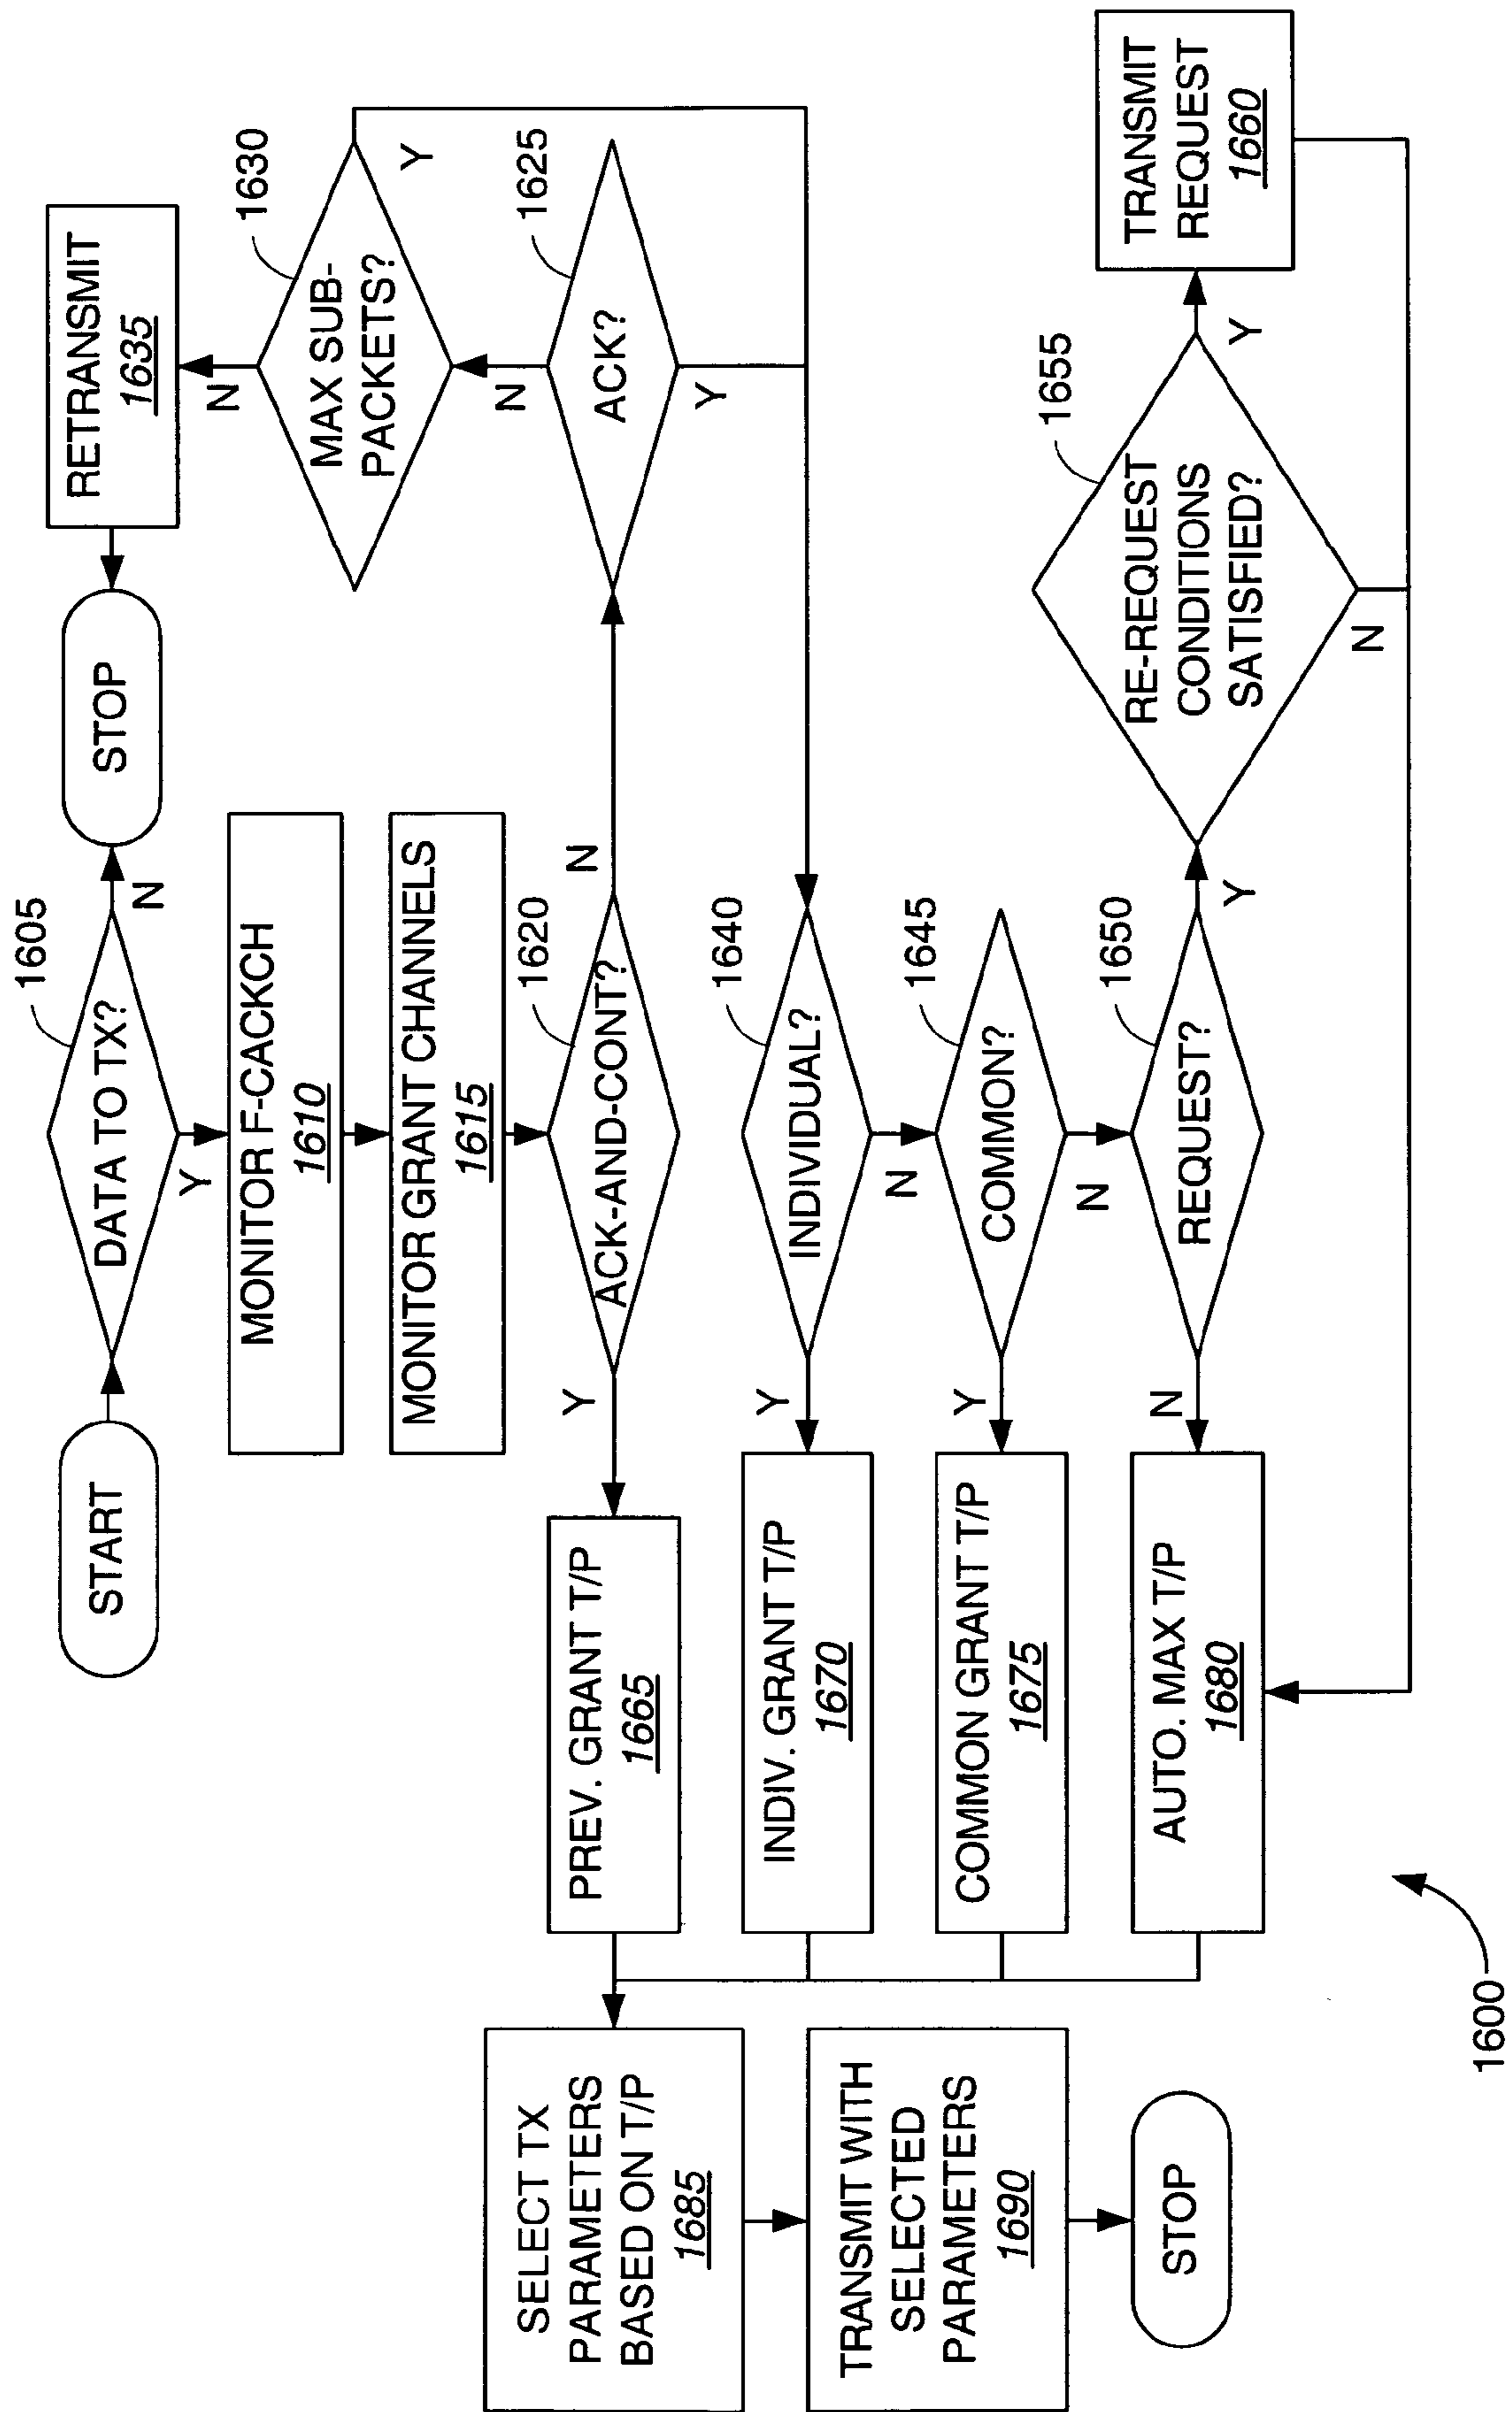 START
DATA TO TX?
1605
N
Y
STOP
RETRANSMIT
1635
MONITOR F-CACKCH
1610
MONITOR GRANT CHANNELS
1615
ACK-AND-CONT?
1620
Y
N
ACK?
1625
N
Y
MAX SUB-
PACKETS?
1630
N
Y
PREV. GRANT T/P
1665
INDIVIDUAL?
1640
Y
N
INDIV. GRANT T/P
1670
COMMON?
1645
Y
N
COMMON GRANT T/P
1675
REQUEST?
1650
N
Y
AUTO. MAX T/P
1680
RE-REQUEST
CONDITIONS
SATISFIED?
1655
Y
N
TRANSMIT
REQUEST
1660
SELECT TX
PARAMETERS
BASED ON T/P
1685
TRANSMIT WITH
SELECTED
PARAMETERS
1690
STOP
1600